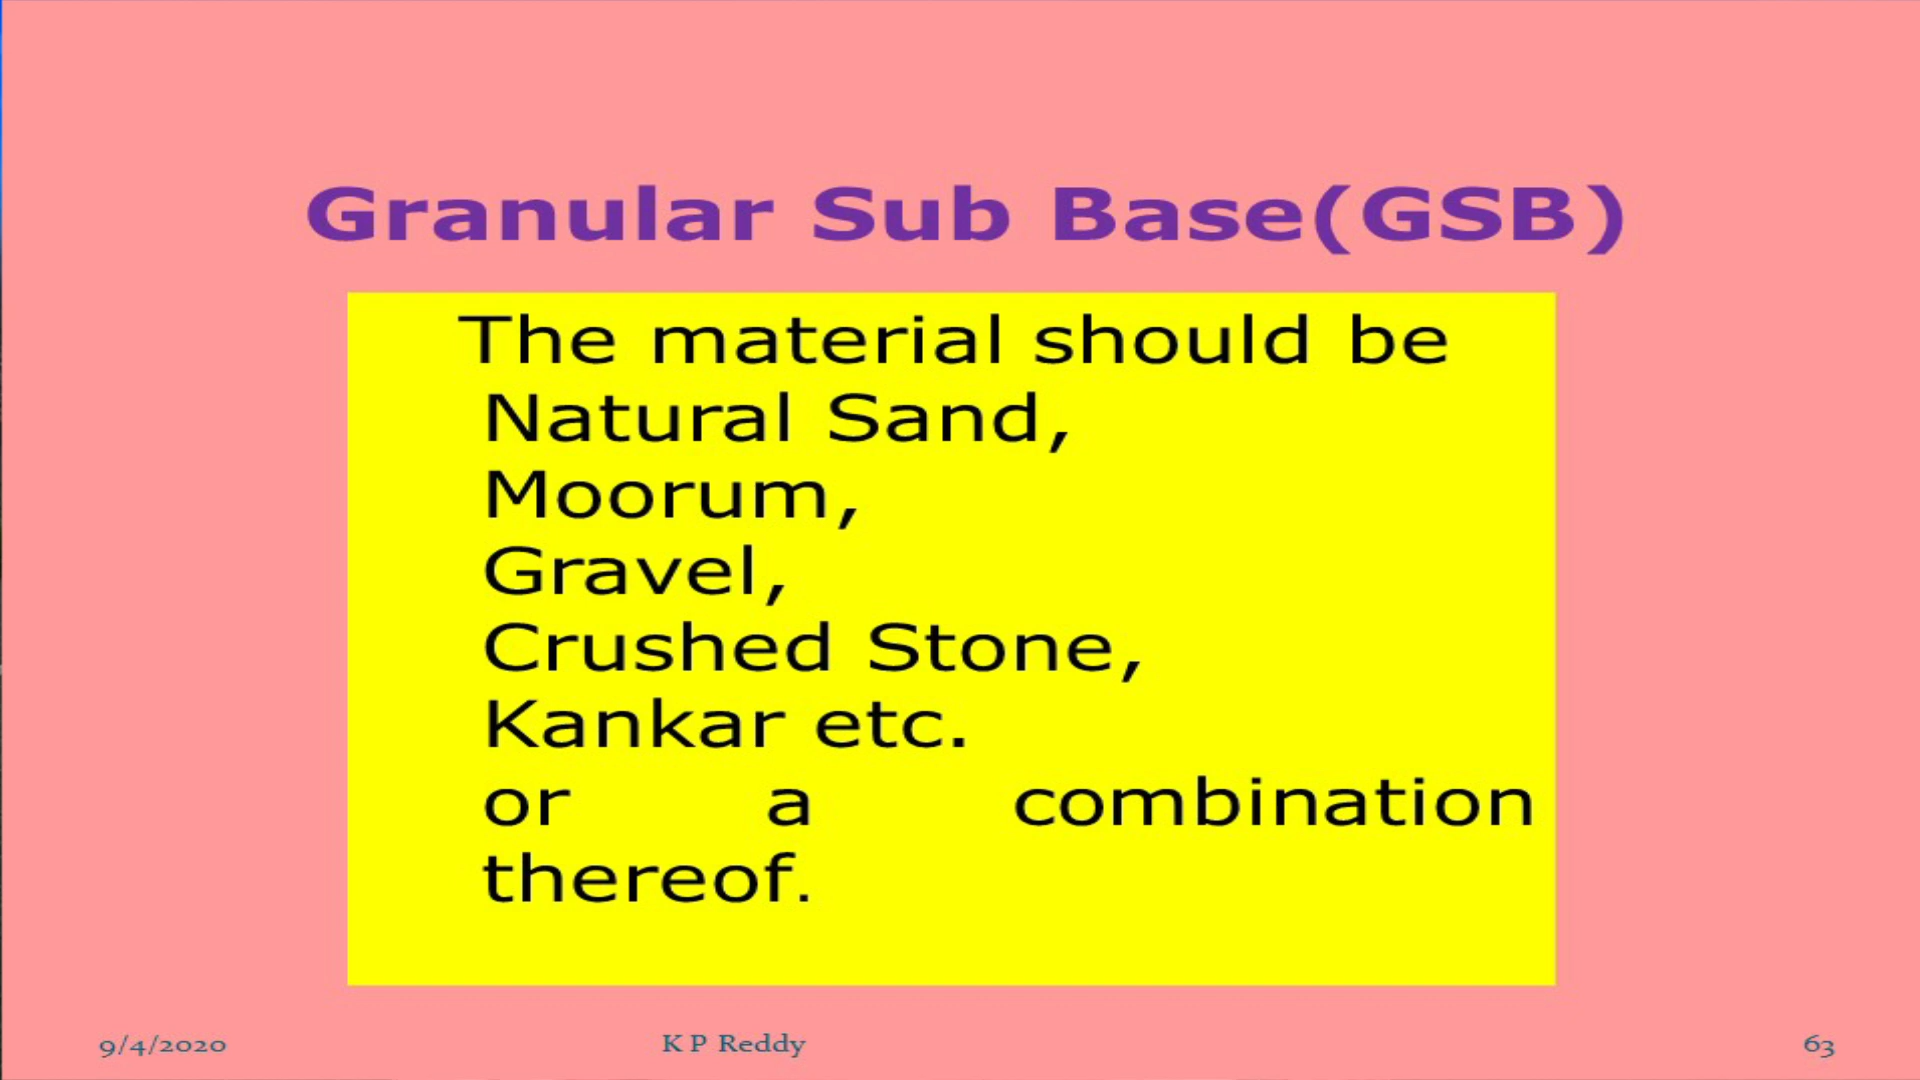 Granular Sub Base(GSB)
The material should be
Natural Sand,
Moorum,
Gravel,
Crushed Stone,
Kankar etc.
or a combination
thereof.
9/4/2020
K P Reddy
63